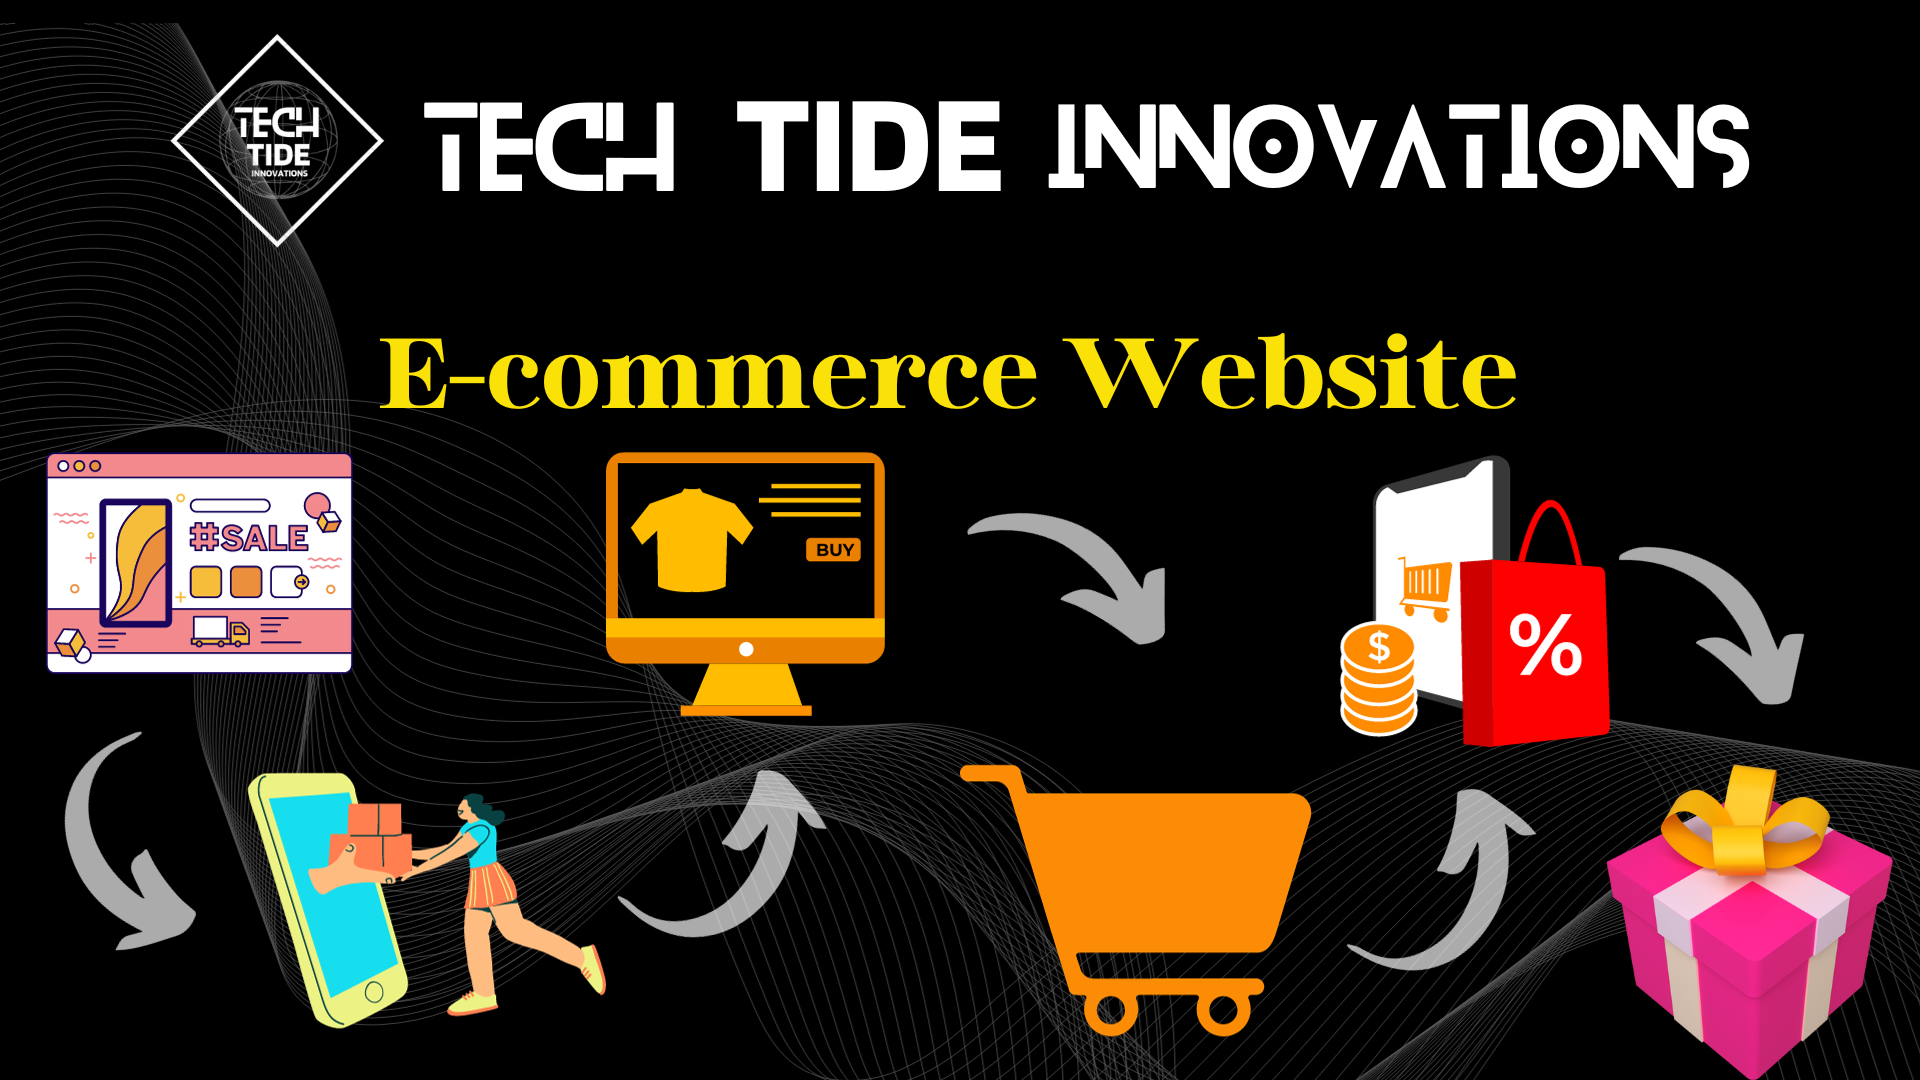 TECH
TIDE
INNOVATIONS
TECH TIDE INNOVATIONS
E-commerce Website
#SALE
BUY
$
%